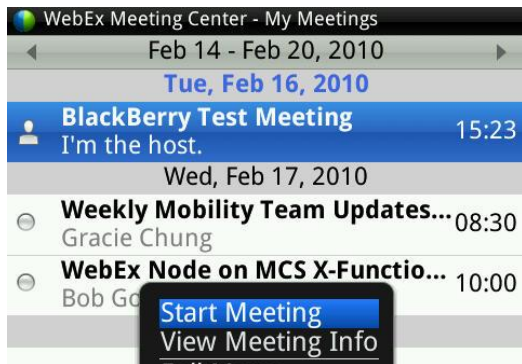 WebEx Meeting Center - My Meetings
Feb 14 - Feb 20, 2010
Tue, Feb 16, 2010
BlackBerry Test Meeting
15:23
I'm the host.
Wed, Feb 17, 2010
Weekly Mobility Team Updates...
08:30
Gracie Chung
WebEx Node on MCS X-Functio...
10:00
Bob
Start Meeting
View Meeting Info